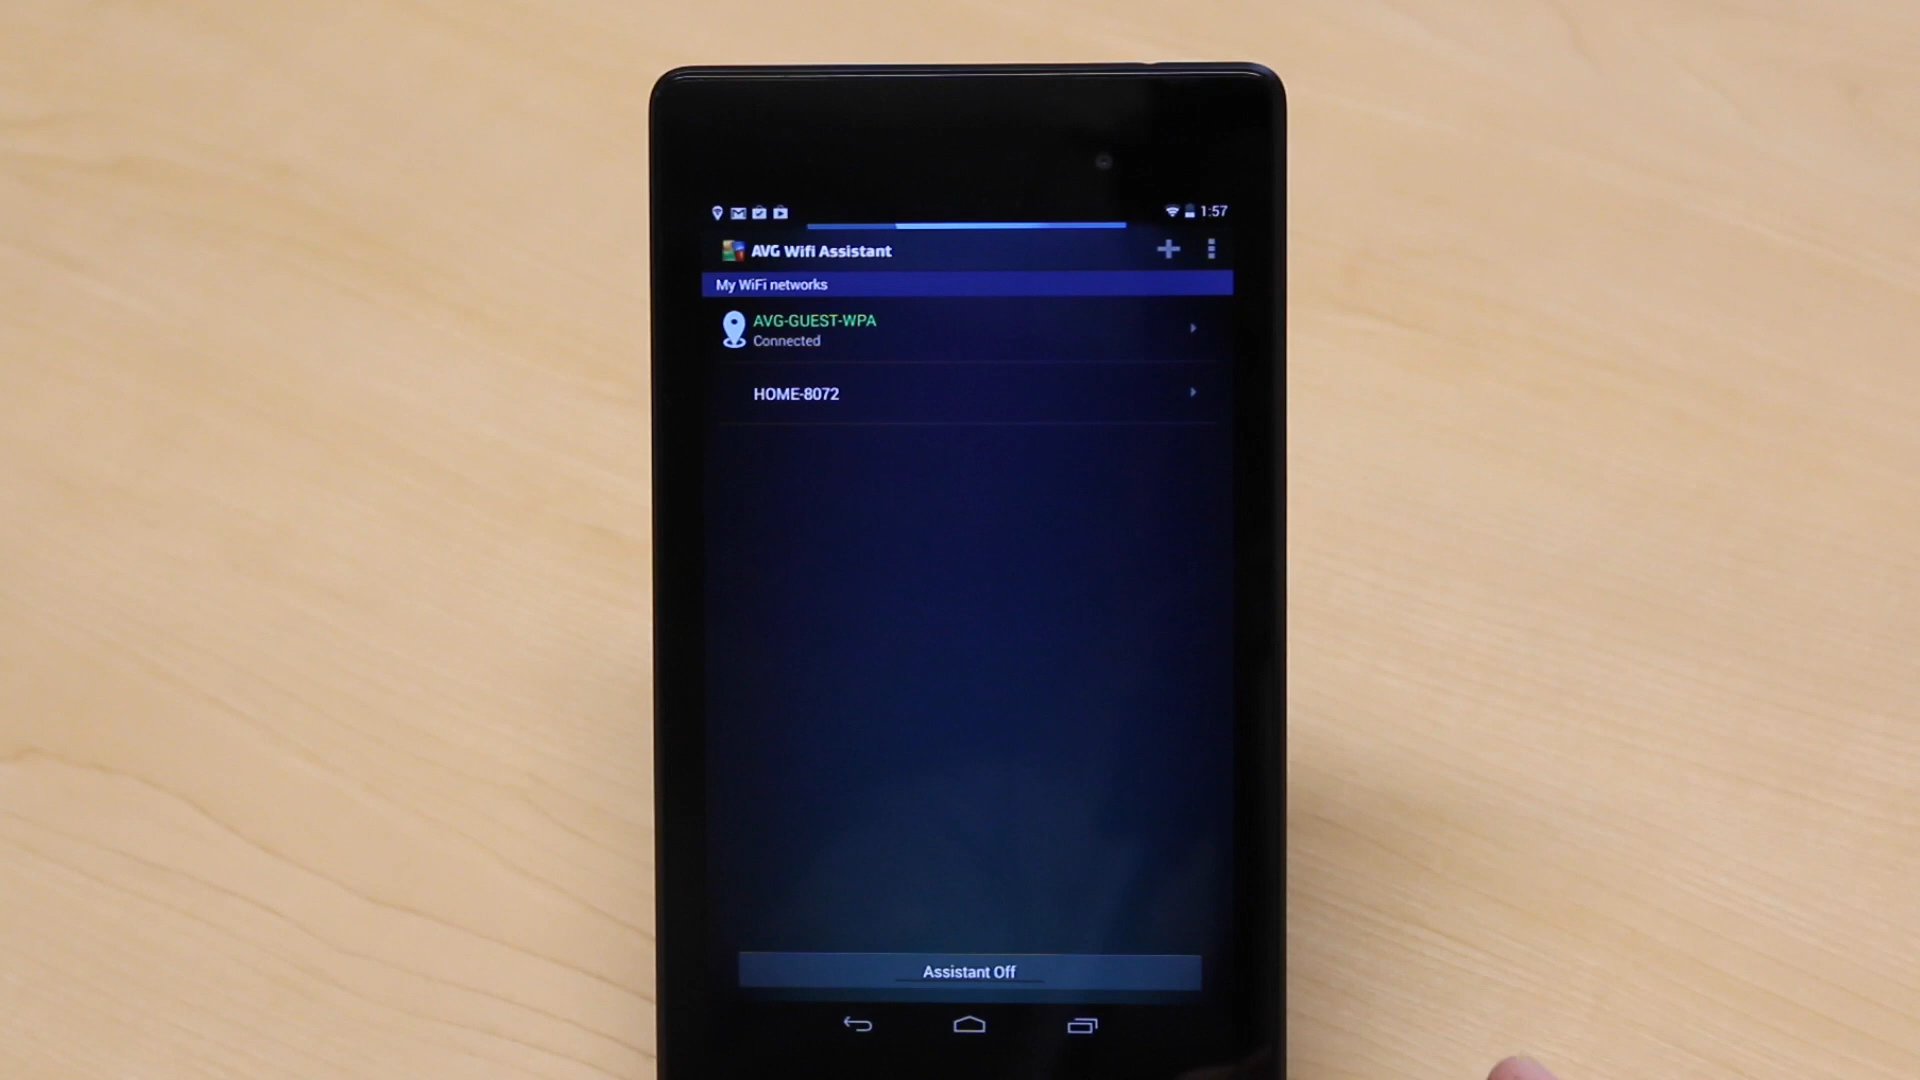 1:57
AVG Wifi Assistant
My WiFi networks
AVG-GUEST-WPA
Connected
HOME-8072
Assistant Off